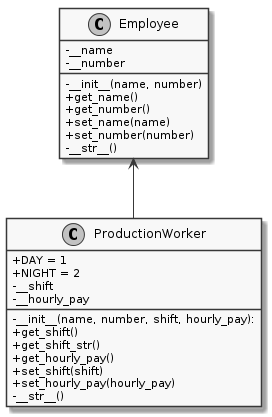 C Employee
-__name
-__number
-__init__(name, number)
+get_name()
+get_number()
+set_name(name)
+set_number(number)
-__str__()
C ProductionWorker
+DAY = 1
+NIGHT = 2
-__shift
-__hourly_pay
-__init__(name, number, shift, hourly_pay):
+get_shift()
+get_shift_str()
+get_hourly_pay()
+set_shift(shift)
+set_hourly_pay(hourly_pay)
-__str__()